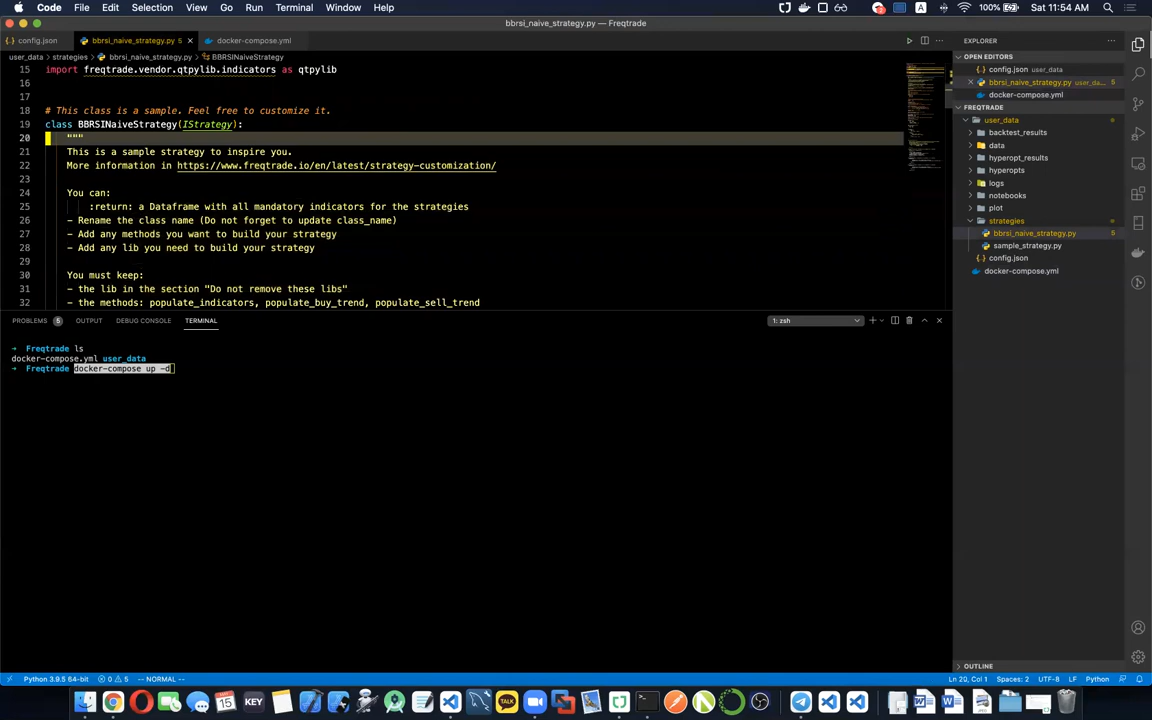 Code File Edit Selection View Go Run Terminal Window Help 100% A Sat 11:54 AM
bbrsi_naive_strategy.py — Freqtrade
config.json bbrsi_naive_strategy.py 5 docker-compose.yml
user_data strategies bbrsi_naive_strategy.py BBRSINaiveStrategy
15 import freqtrade.vendor.qtpylib.indicators as qtpylib
16
17
18 # This class is a sample. Feel free to customize it.
19 class BBRSINaiveStrategy(IStrategy):
20 """
21 This is a sample strategy to inspire you.
22 More information in https://www.freqtrade.io/en/latest/strategy-customization/
23
24 You can:
25 :return: a Dataframe with all mandatory indicators for the strategies
26 - Rename the class name (Do not forget to update class_name)
27 - Add any methods you want to build your strategy
28 - Add any lib you need to build your strategy
29
30 You must keep:
31 - the lib in the section "Do not remove these libs"
32 - the methods: populate_indicators, populate_buy_trend, populate_sell_trend
PROBLEMS 5 OUTPUT DEBUG CONSOLE TERMINAL 1: zsh
→ Freqtrade ls
docker-compose.yml user_data
→ Freqtrade docker-compose up -d
EXPLORER
OPEN EDITORS
config.json user_data
bbrsi_naive_strategy.py user_da... 5
docker-compose.yml
FREQTRADE
user_data
backtest_results
data
hyperopt_results
hyperopts
logs
notebooks
plot
strategies
bbrsi_naive_strategy.py 5
sample_strategy.py
config.json
docker-compose.yml
OUTLINE
Python 3.9.5 64-bit 0 5 -- NORMAL -- Ln 20, Col 1 Spaces: 2 UTF-8 LF Python
15 KEY TALK